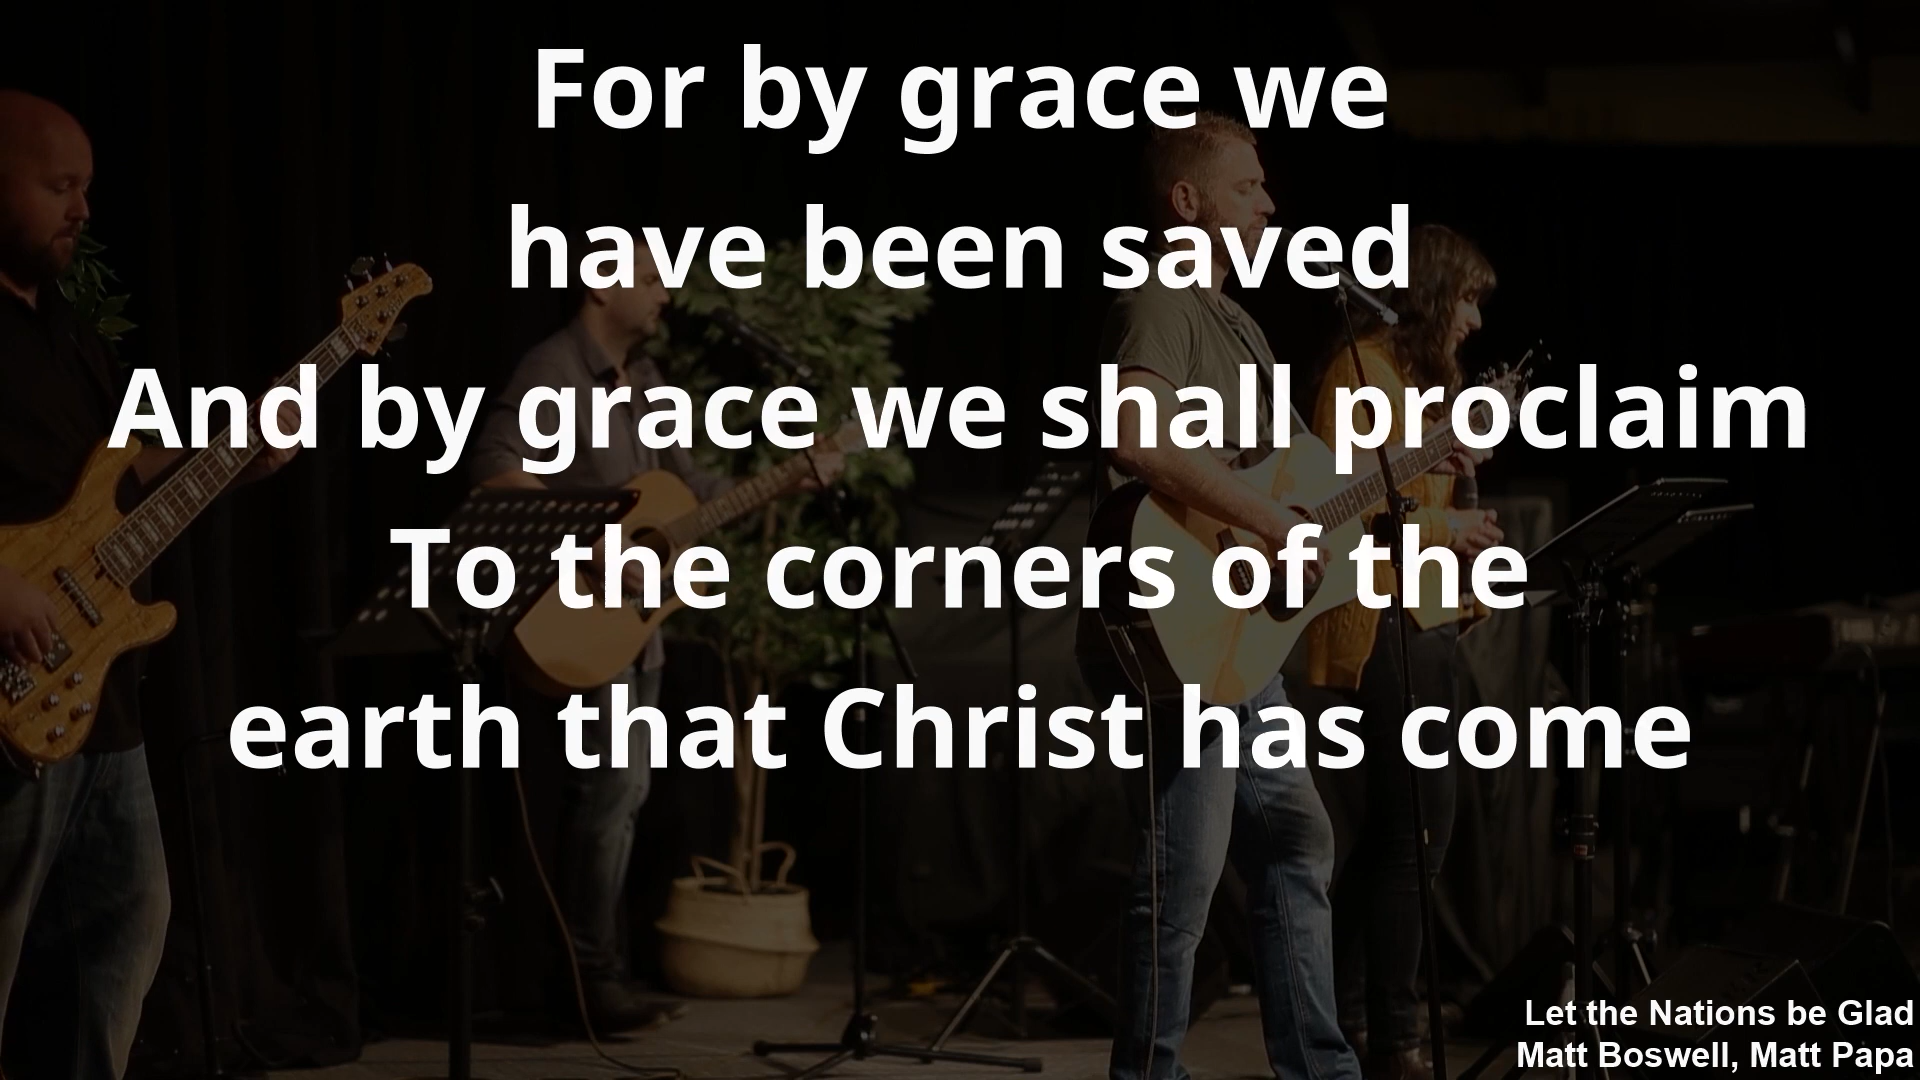 For by grace we
have been saved
And by grace we shall proclaim
To the corners of the
earth that Christ has come
Let the Nations be Glad
Matt Boswell, Matt Papa